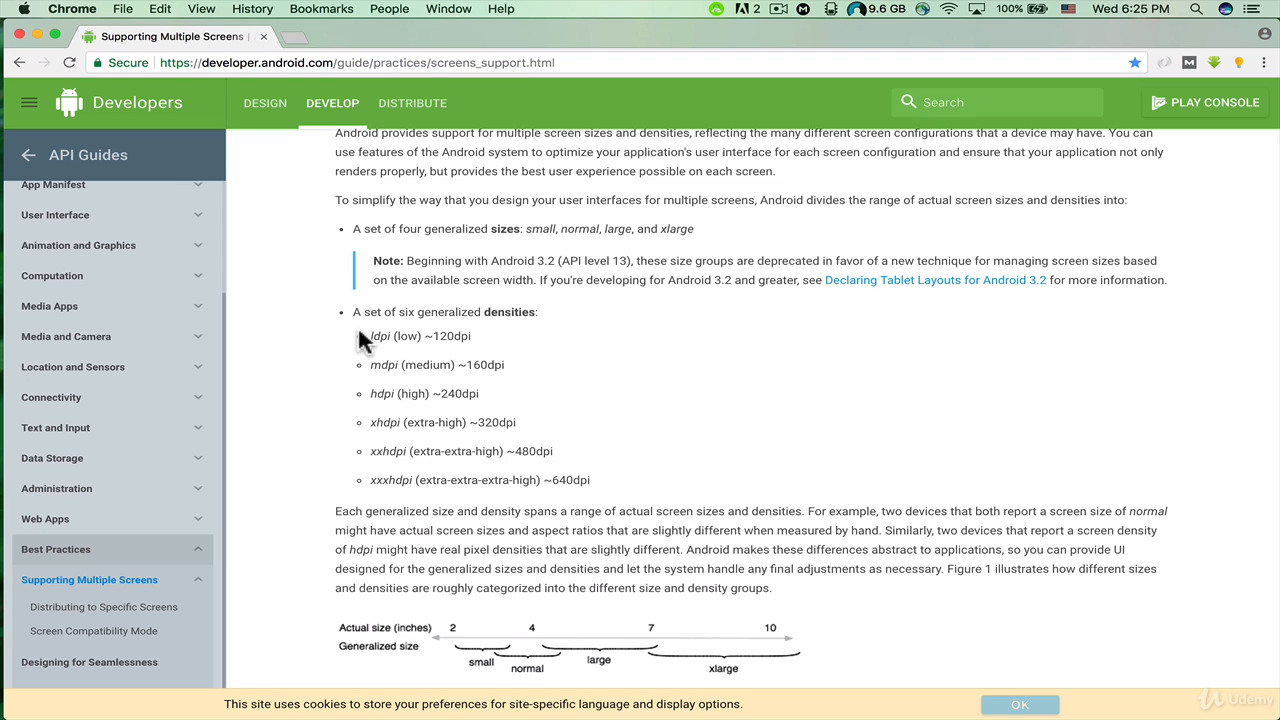 Chrome File Edit View History Bookmarks People Window Help 2 9.6 GB 100% Wed 6:25 PM
Supporting Multiple Screens |
Secure https://developer.android.com/guide/practices/screens_support.html
Developers DESIGN DEVELOP DISTRIBUTE Search PLAY CONSOLE
API Guides
App Manifest
User Interface
Animation and Graphics
Computation
Media Apps
Media and Camera
Location and Sensors
Connectivity
Text and Input
Data Storage
Administration
Web Apps
Best Practices
Supporting Multiple Screens
Distributing to Specific Screens
Screen Compatibility Mode
Designing for Seamlessness
Android provides support for multiple screen sizes and densities, reflecting the many different screen configurations that a device may have. You can
use features of the Android system to optimize your application's user interface for each screen configuration and ensure that your application not only
renders properly, but provides the best user experience possible on each screen.
To simplify the way that you design your user interfaces for multiple screens, Android divides the range of actual screen sizes and densities into:
• A set of four generalized sizes: small, normal, large, and xlarge
Note: Beginning with Android 3.2 (API level 13), these size groups are deprecated in favor of a new technique for managing screen sizes based
on the available screen width. If you're developing for Android 3.2 and greater, see Declaring Tablet Layouts for Android 3.2 for more information.
• A set of six generalized densities:
ldpi (low) ~120dpi
◦ mdpi (medium) ~160dpi
◦ hdpi (high) ~240dpi
◦ xhdpi (extra-high) ~320dpi
◦ xxhdpi (extra-extra-high) ~480dpi
◦ xxxhdpi (extra-extra-extra-high) ~640dpi
Each generalized size and density spans a range of actual screen sizes and densities. For example, two devices that both report a screen size of normal
might have actual screen sizes and aspect ratios that are slightly different when measured by hand. Similarly, two devices that report a screen density
of hdpi might have real pixel densities that are slightly different. Android makes these differences abstract to applications, so you can provide UI
designed for the generalized sizes and densities and let the system handle any final adjustments as necessary. Figure 1 illustrates how different sizes
and densities are roughly categorized into the different size and density groups.
Actual size (inches) 2 4 7 10
Generalized size
small normal large xlarge
This site uses cookies to store your preferences for site-specific language and display options. OK
Udemy